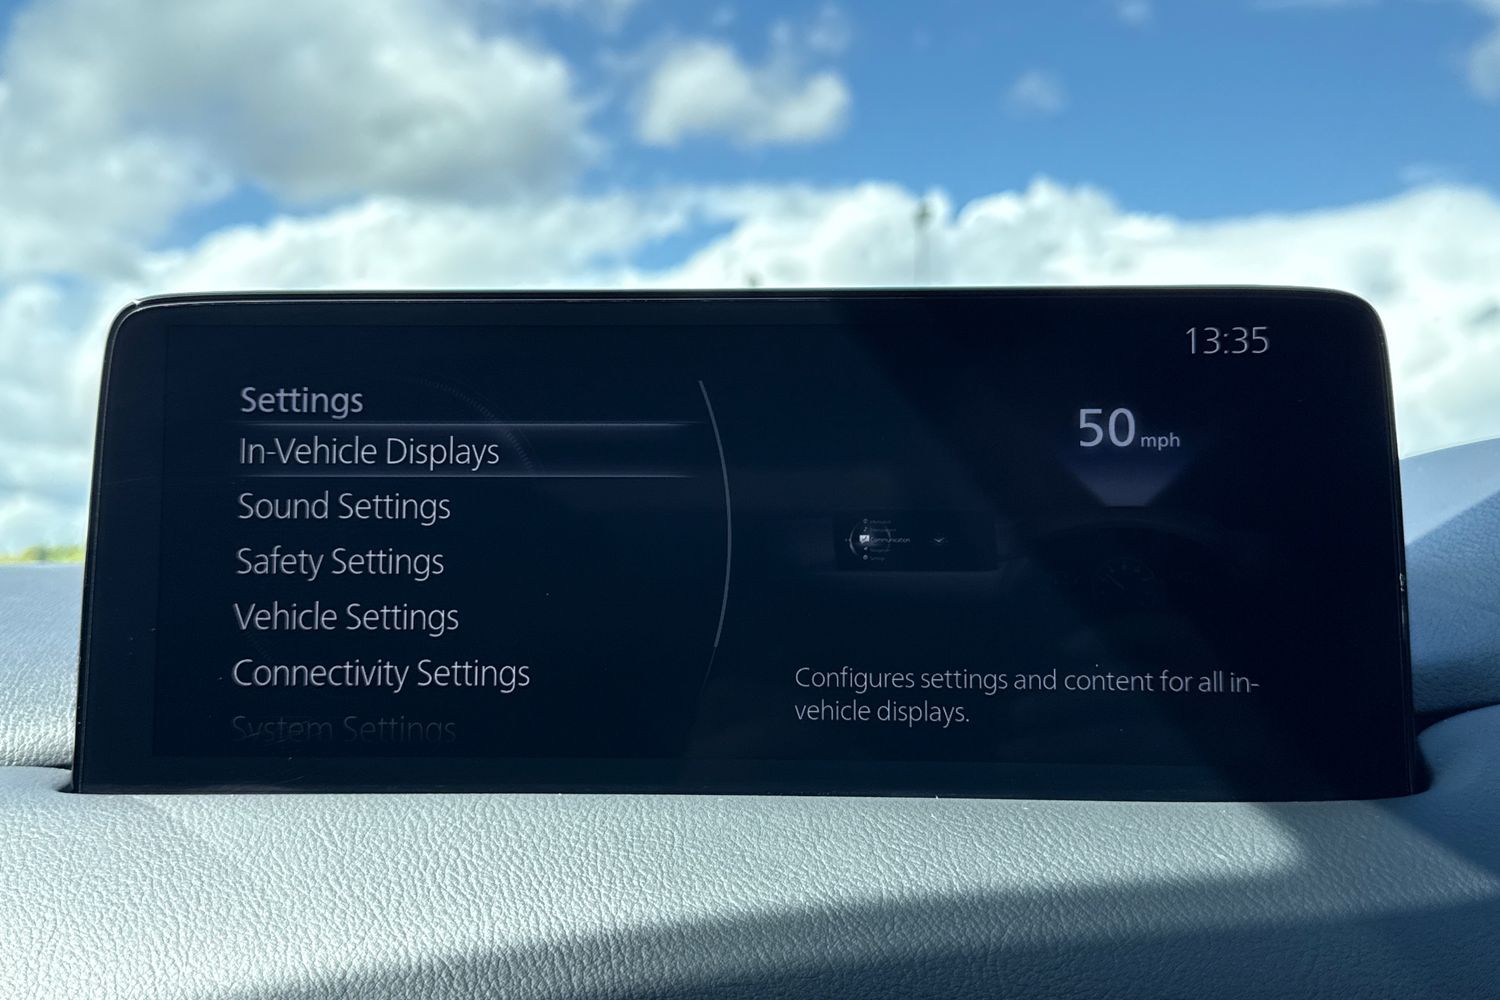 13:35
Settings
In-Vehicle Displays
Sound Settings
Safety Settings
Vehicle Settings
Connectivity Settings
System Settings
50 mph
Communication
Configures settings and content for all in-
vehicle displays.